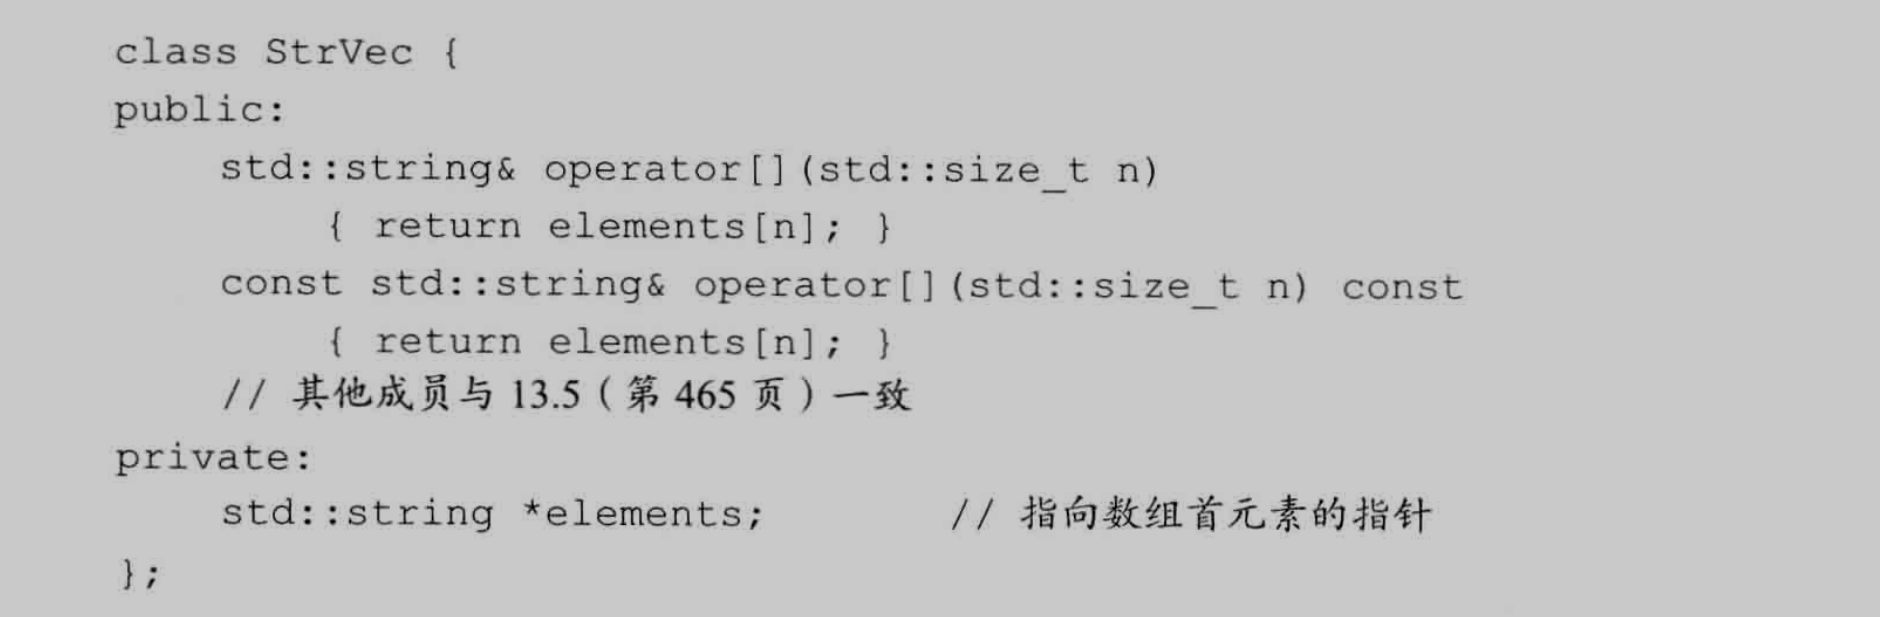 class StrVec {
public:
    std::string& operator[](std::size_t n)
        { return elements[n]; }
    const std::string& operator[](std::size_t n) const
        { return elements[n]; }
    // 其他成员与 13.5（第 465 页）一致
private:
    std::string *elements;        // 指向数组首元素的指针
};